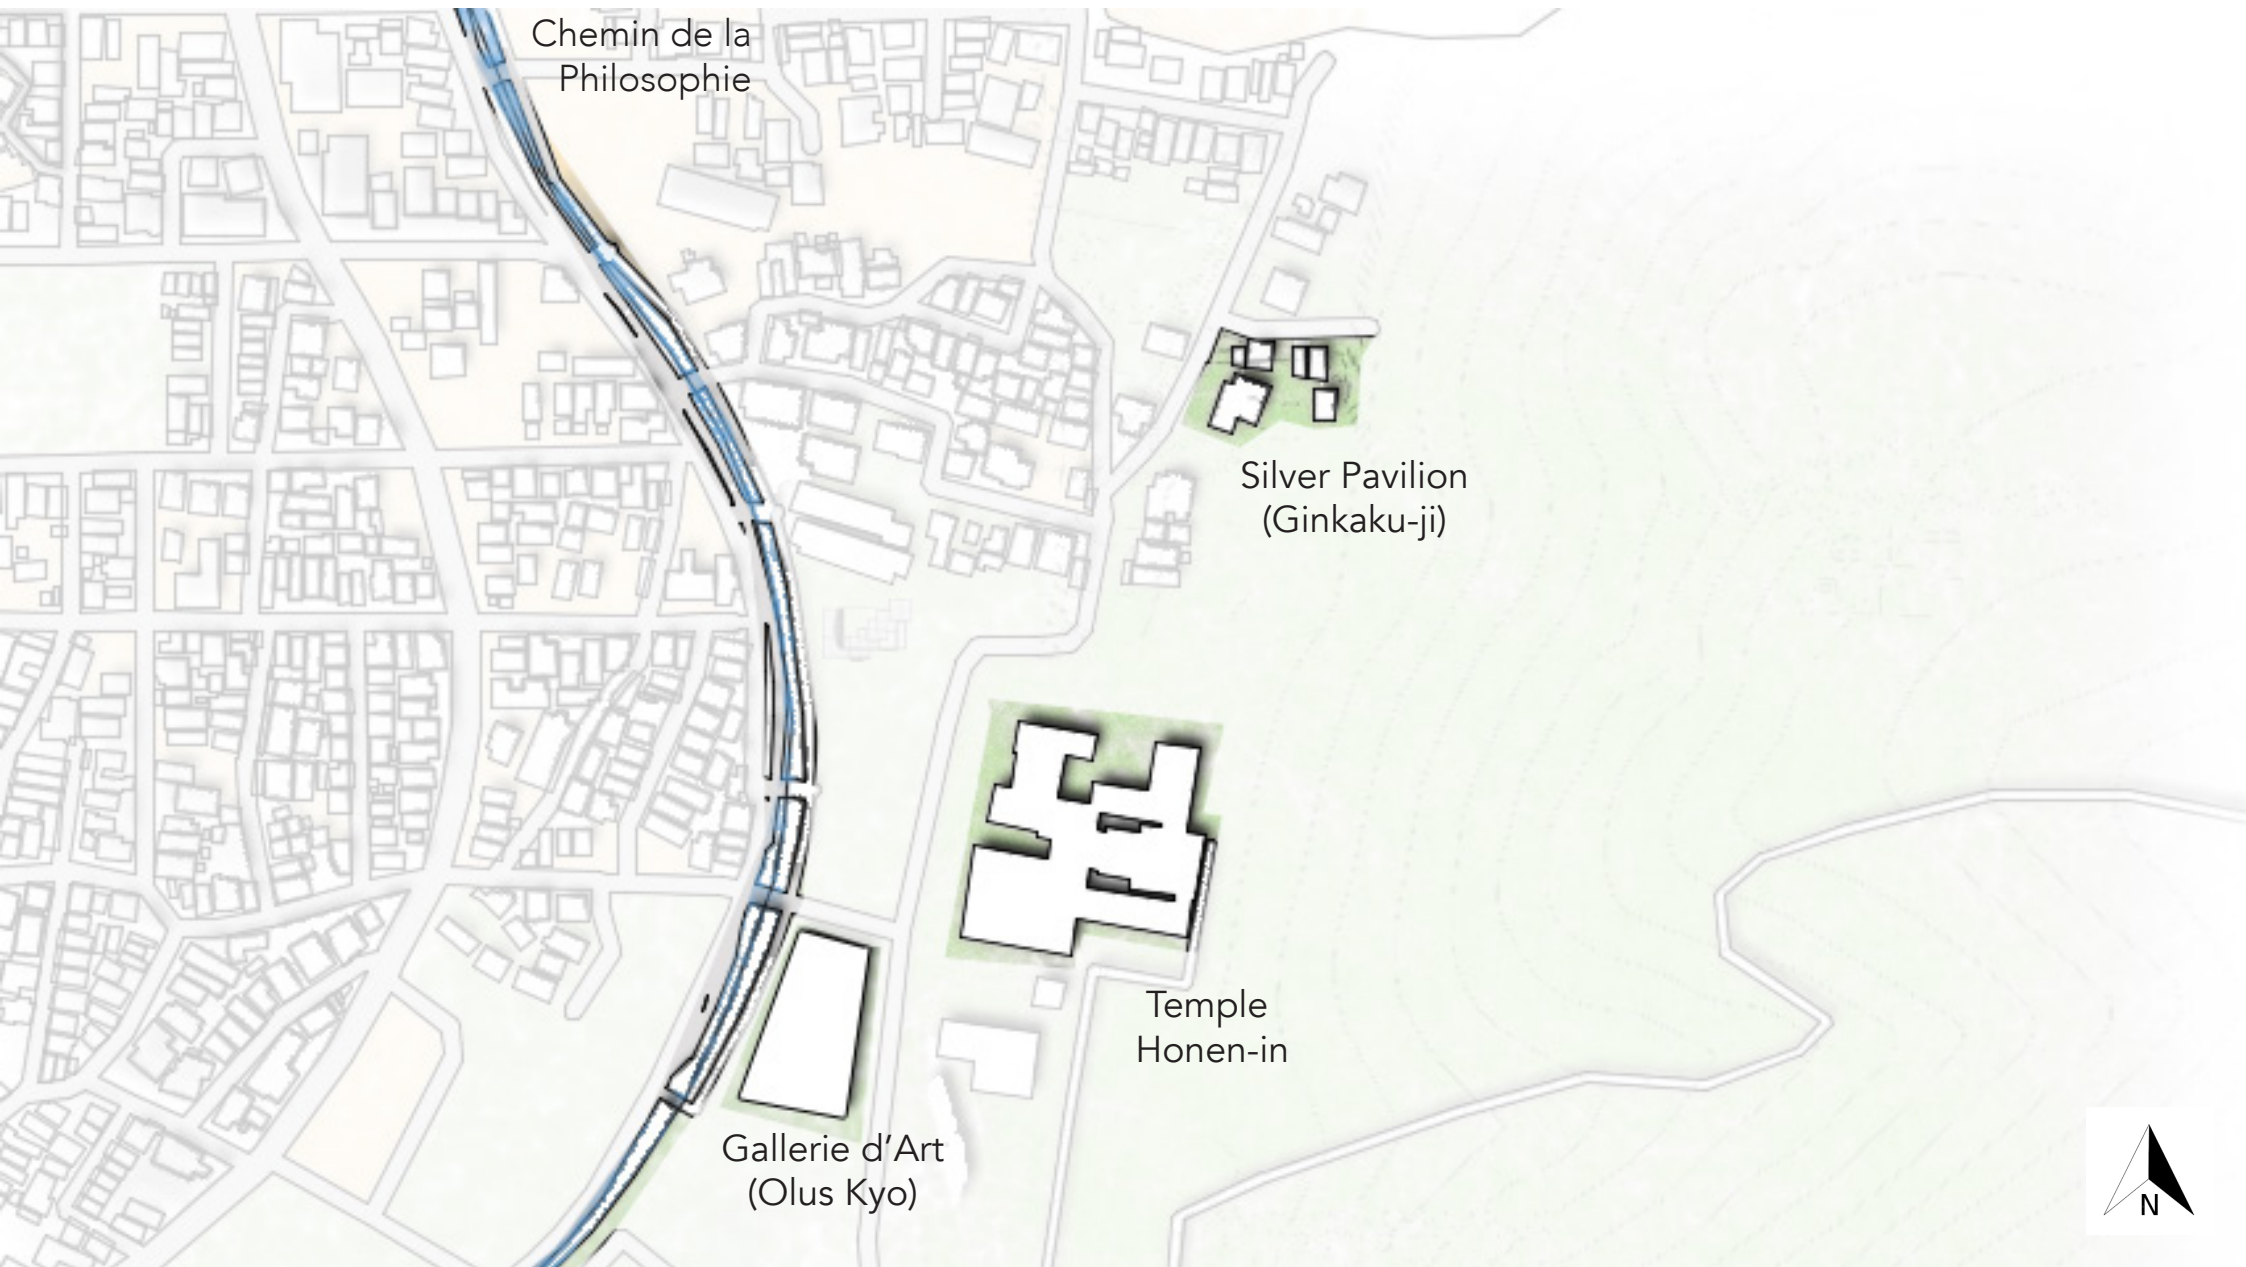 Chemin de la
Philosophie
Silver Pavilion
(Ginkaku-ji)
Temple
Honen-in
Gallerie d’Art
(Olus Kyo)
N